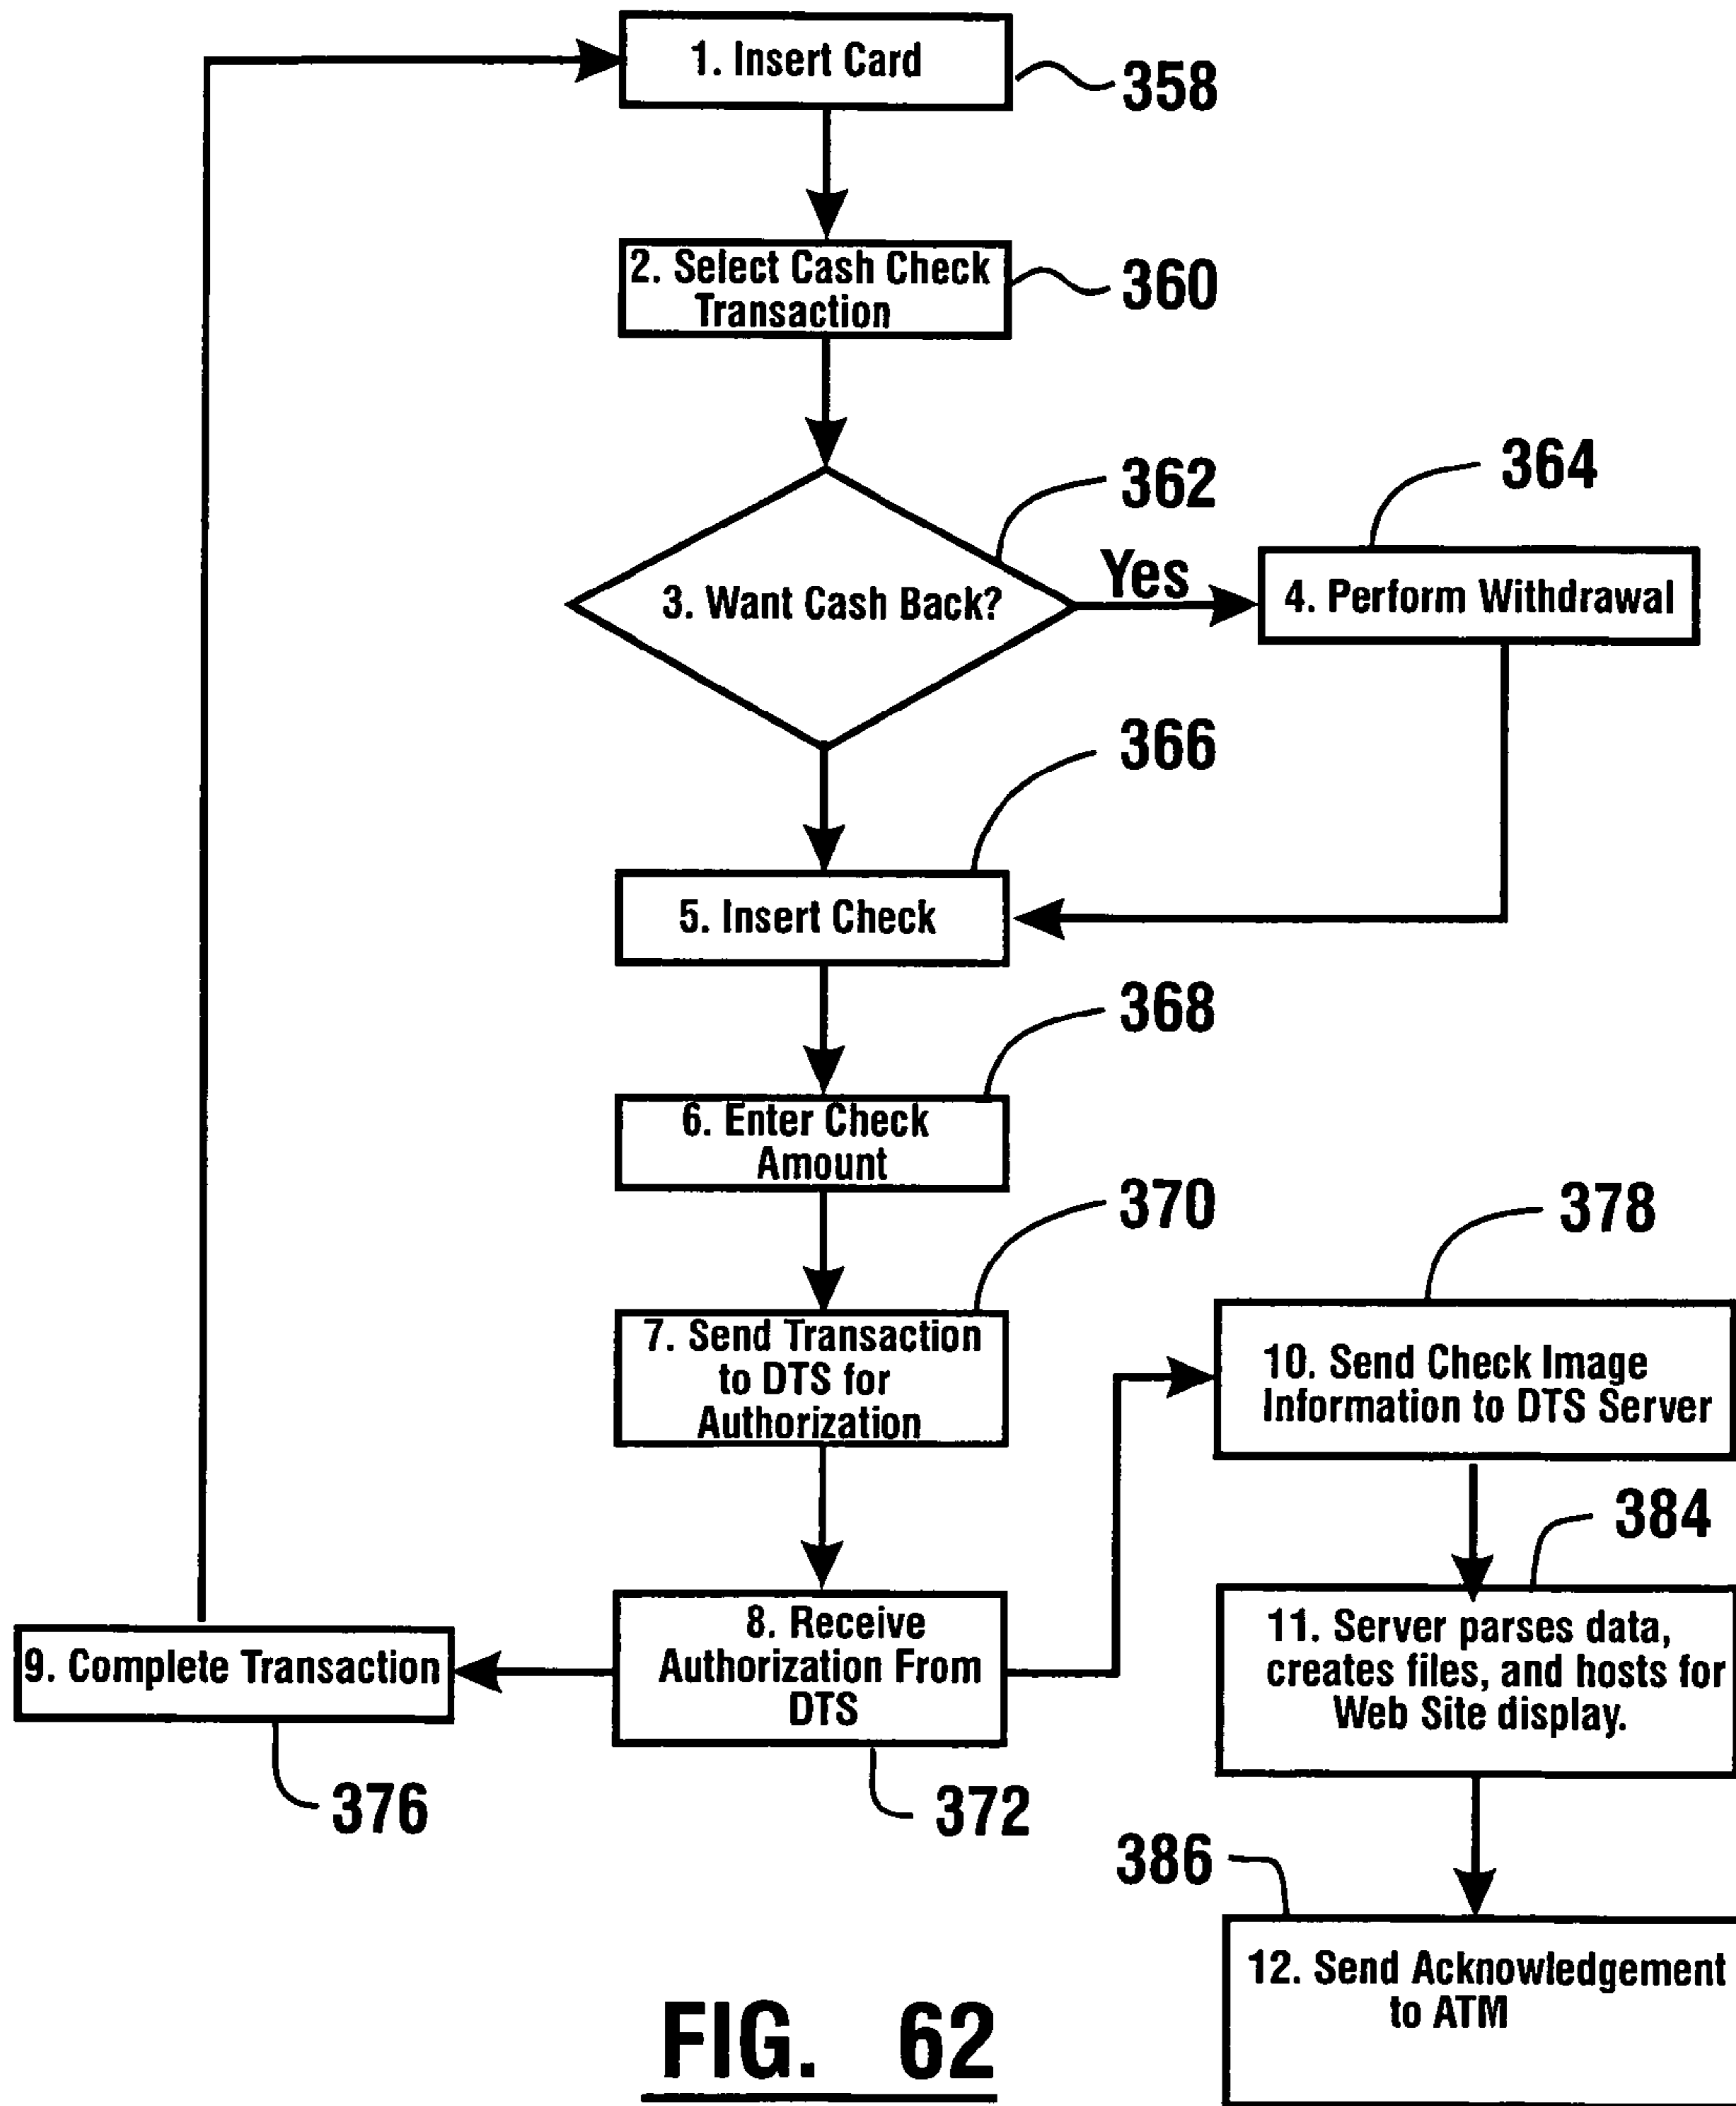 1. Insert Card
358
2. Select Cash Check
Transaction
360
362
364
3. Want Cash Back?
Yes
4. Perform Withdrawal
366
5. Insert Check
368
6. Enter Check
Amount
370
378
7. Send Transaction
to DTS for
Authorization
10. Send Check Image
Information to DTS Server
384
8. Receive
Authorization From
DTS
9. Complete Transaction
11. Server parses data,
creates files, and hosts for
Web Site display.
376
372
386
12. Send Acknowledgement
to ATM
FIG. 62